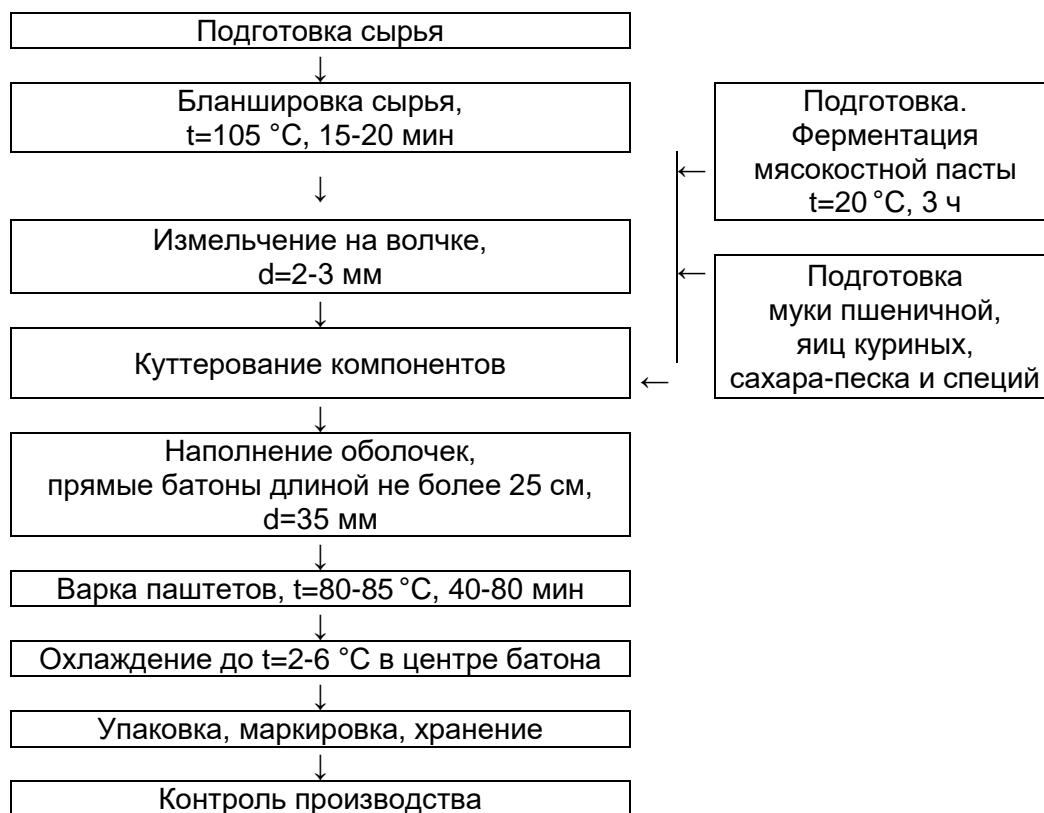 Подготовка сырья
↓
Бланшировка сырья,
t=105 °C, 15-20 мин
↓
Измельчение на волчке,
d=2-3 мм
↓
Куттерование компонентов
↓
Наполнение оболочек,
прямые батоны длиной не более 25 см,
d=35 мм
↓
Варка паштетов, t=80-85 °C, 40-80 мин
↓
Охлаждение до t=2-6 °C в центре батона
↓
Упаковка, маркировка, хранение
↓
Контроль производства
Подготовка.
Ферментация
мясокостной пасты
t=20 °C, 3 ч
←
Подготовка
муки пшеничной,
яиц куриных,
сахара-песка и специй
←
←